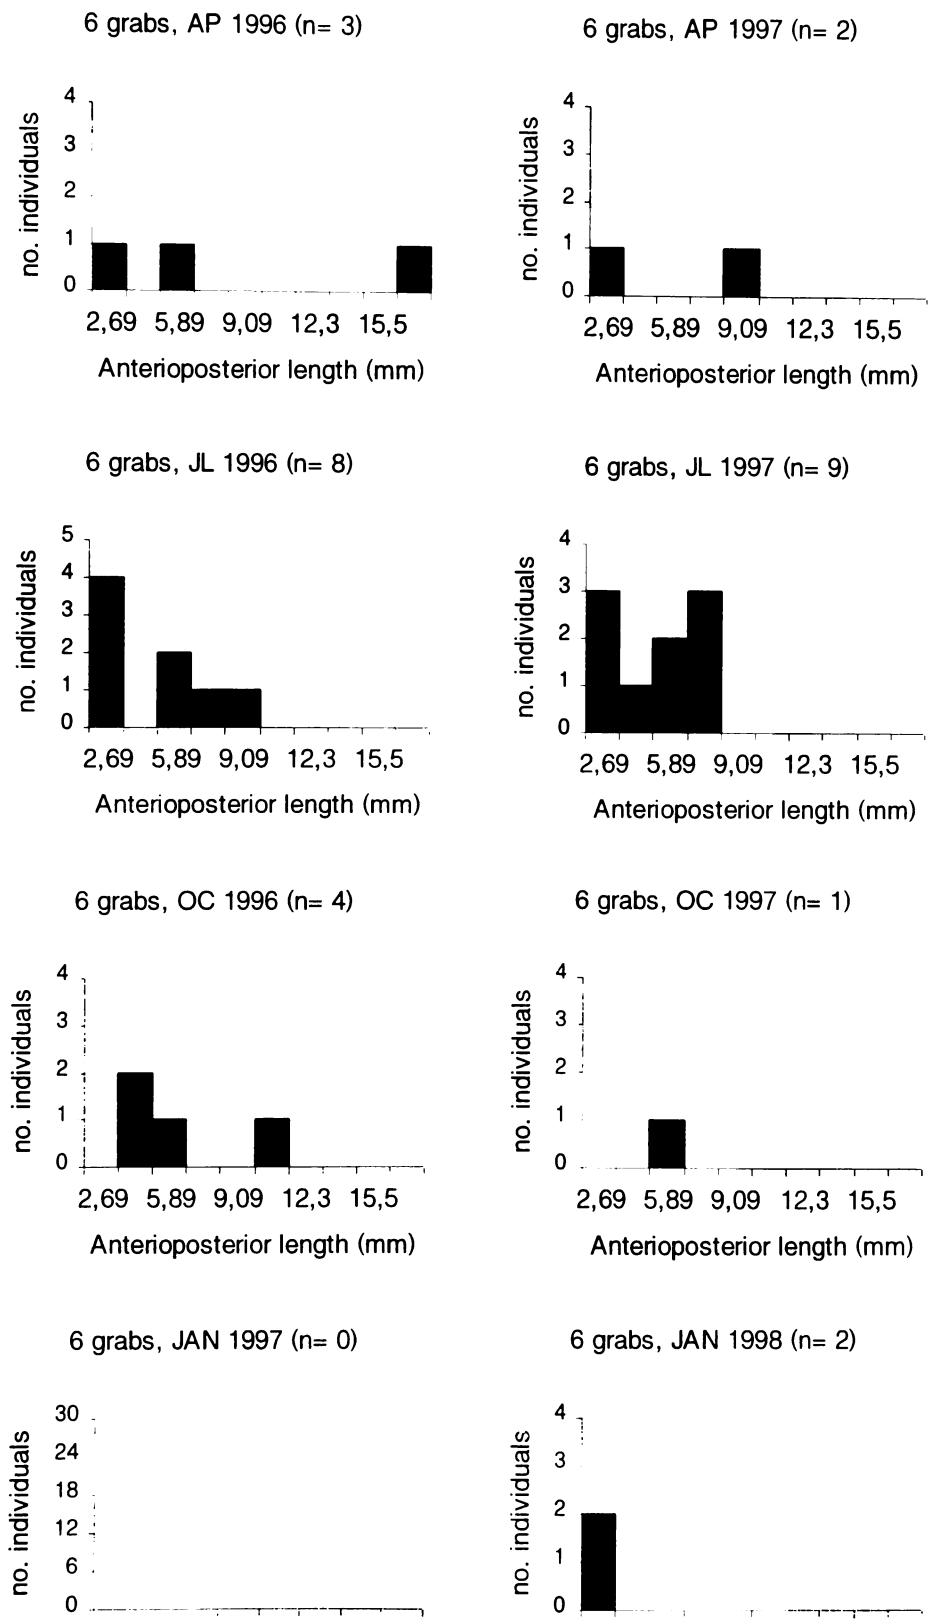 6 grabs, AP 1996 (n= 3)
no. individuals
4
3
2
1
0
2,69 5,89 9,09 12,3 15,5
Anterioposterior length (mm)
6 grabs, AP 1997 (n= 2)
no. individuals
4
3
2
1
0
2,69 5,89 9,09 12,3 15,5
Anterioposterior length (mm)
6 grabs, JL 1996 (n= 8)
no. individuals
5
4
3
2
1
0
2,69 5,89 9,09 12,3 15,5
Anterioposterior length (mm)
6 grabs, JL 1997 (n= 9)
no. individuals
4
3
2
1
0
2,69 5,89 9,09 12,3 15,5
Anterioposterior length (mm)
6 grabs, OC 1996 (n= 4)
no. individuals
4
3
2
1
0
2,69 5,89 9,09 12,3 15,5
Anterioposterior length (mm)
6 grabs, OC 1997 (n= 1)
no. individuals
4
3
2
1
0
2,69 5,89 9,09 12,3 15,5
Anterioposterior length (mm)
6 grabs, JAN 1997 (n= 0)
no. individuals
30
24
18
12
6
0
6 grabs, JAN 1998 (n= 2)
no. individuals
4
3
2
1
0